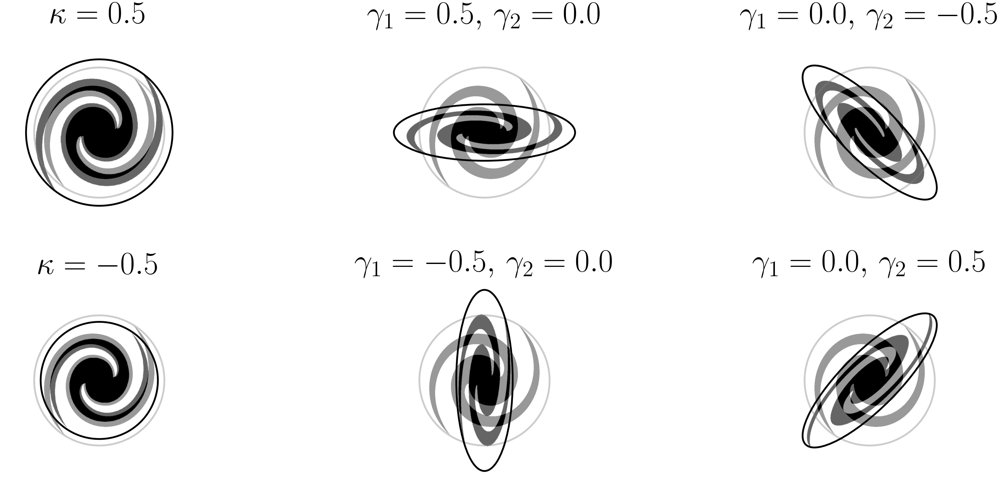 κ = 0.5
γ₁ = 0.5, γ₂ = 0.0
γ₁ = 0.0, γ₂ = −0.5
κ = −0.5
γ₁ = −0.5, γ₂ = 0.0
γ₁ = 0.0, γ₂ = 0.5